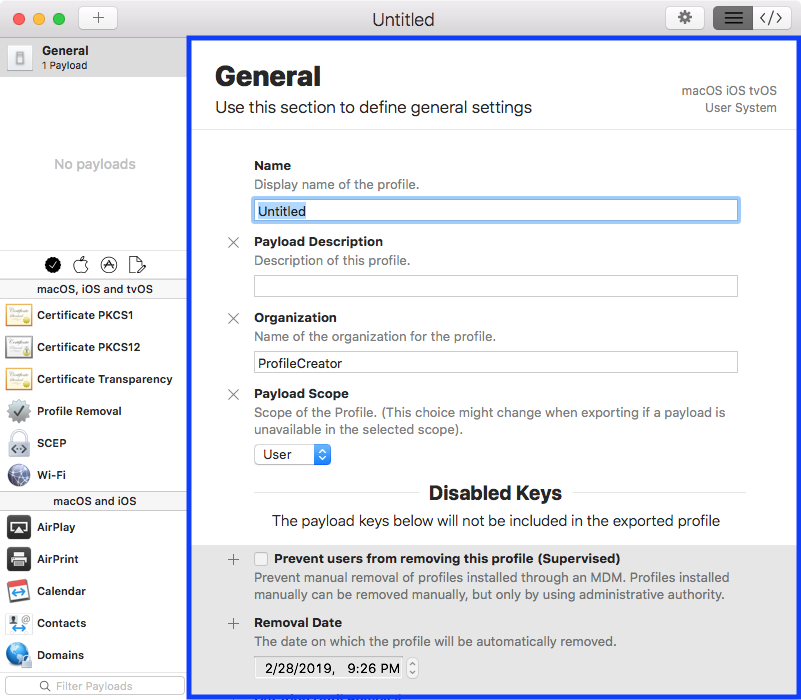 Untitled
General
1 Payload
No payloads
macOS, iOS and tvOS
Certificate PKCS1
Certificate PKCS12
Certificate Transparency
Profile Removal
SCEP
Wi-Fi
macOS and iOS
AirPlay
AirPrint
Calendar
Contacts
Domains
Filter Payloads
General
Use this section to define general settings
macOS iOS tvOS
User System
Name
Display name of the profile.
Untitled
Payload Description
Description of this profile.
Organization
Name of the organization for the profile.
ProfileCreator
Payload Scope
Scope of the Profile. (This choice might change when exporting if a payload is
unavailable in the selected scope).
User
Disabled Keys
The payload keys below will not be included in the exported profile
Prevent users from removing this profile (Supervised)
Prevent manual removal of profiles installed through an MDM. Profiles installed
manually can be removed manually, but only by using administrative authority.
Removal Date
The date on which the profile will be automatically removed.
2/28/2019, 9:26 PM